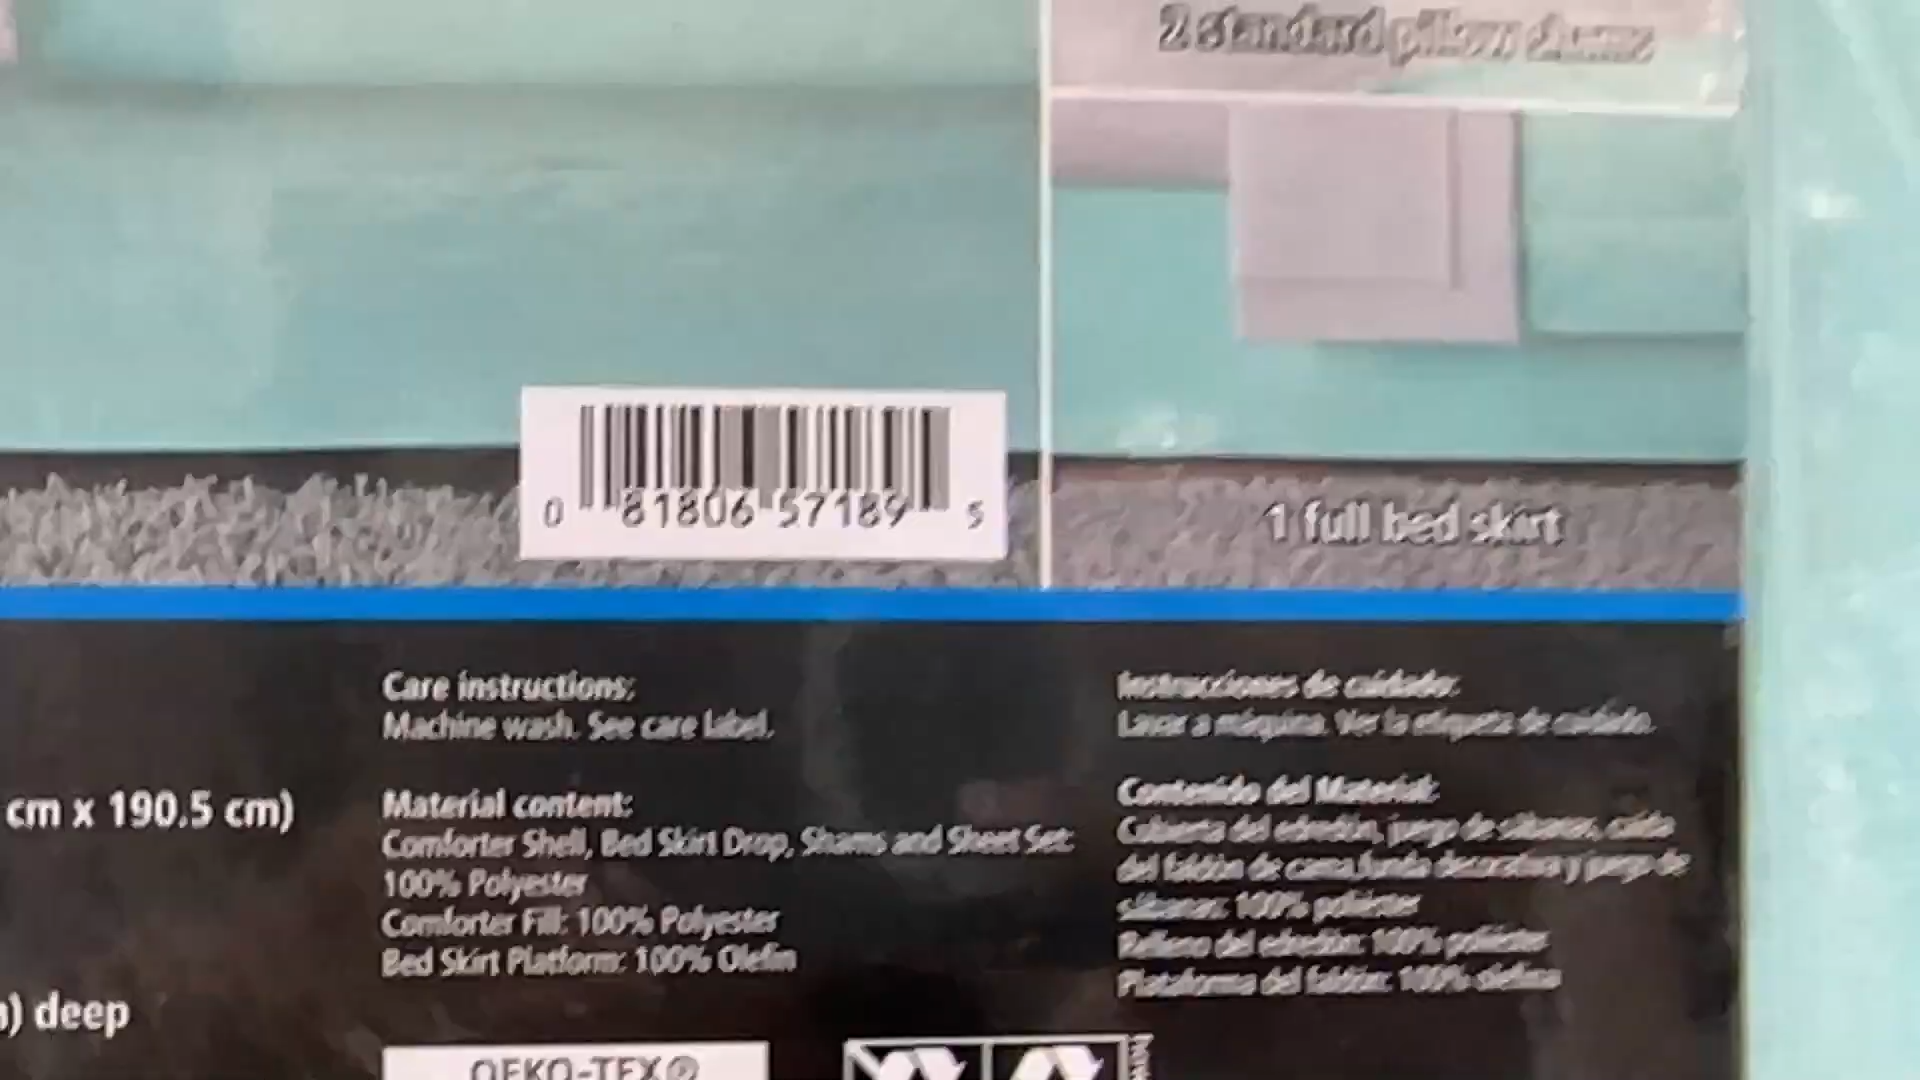 2 standard pillow shams
0 81806 57189 5
1 full bed skirt
Care instructions:
Machine wash. See care label.
Material content:
Comforter Shell, Bed Skirt Drop, Shams and Sheet Set:
100% Polyester
Comforter Fill: 100% Polyester
Bed Skirt Platform: 100% Olefin
cm x 190.5 cm)
deep
Instrucciones de cuidado:
Lavar a máquina. Ver la etiqueta de cuidado.
Contenido del Material:
Cubierta del edredón, juego de sábanas, caída
del faldón de cama,funda decorativa y juego de
sábanas: 100% poliéster
Relleno del edredón: 100% poliéster
Plataforma del faldón: 100% olefina
OEKO-TEX®